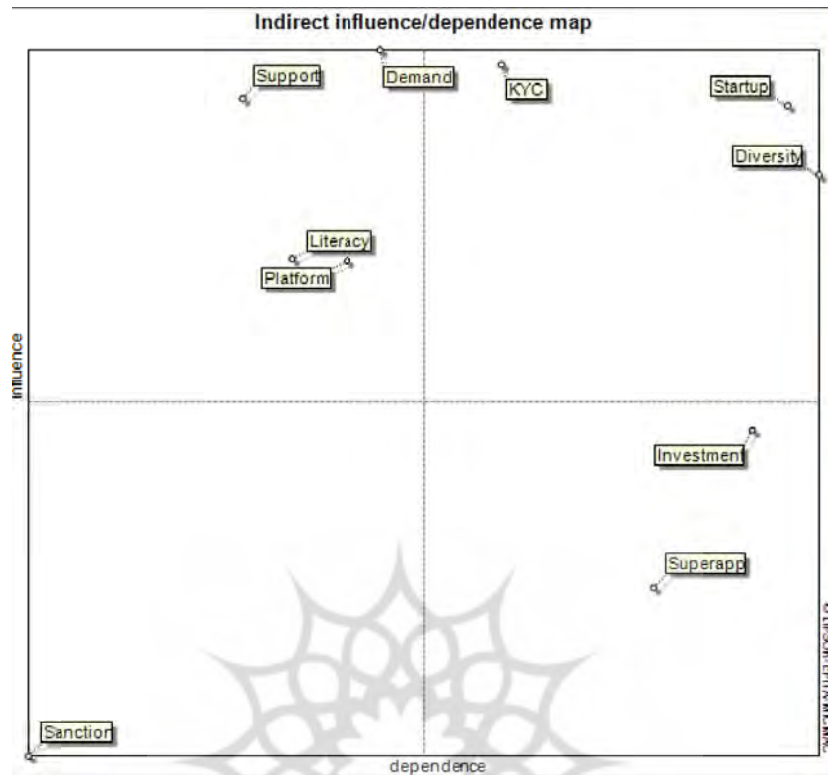 Indirect influence/dependence map
Support
Demand
KYC
Startup
Diversity
Literacy
Platform
influence
Investment
Superapp
Sanction
dependence